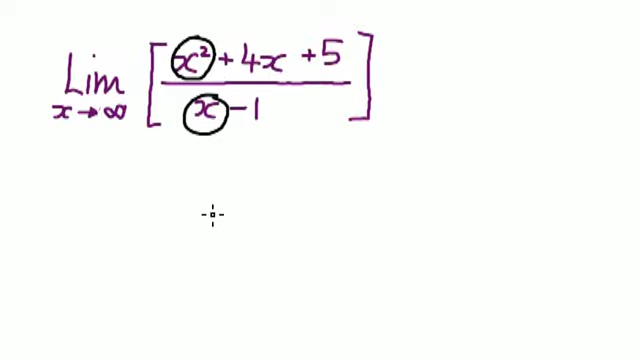 Lim
x→∞ [ x² + 4x + 5
x - 1 ]